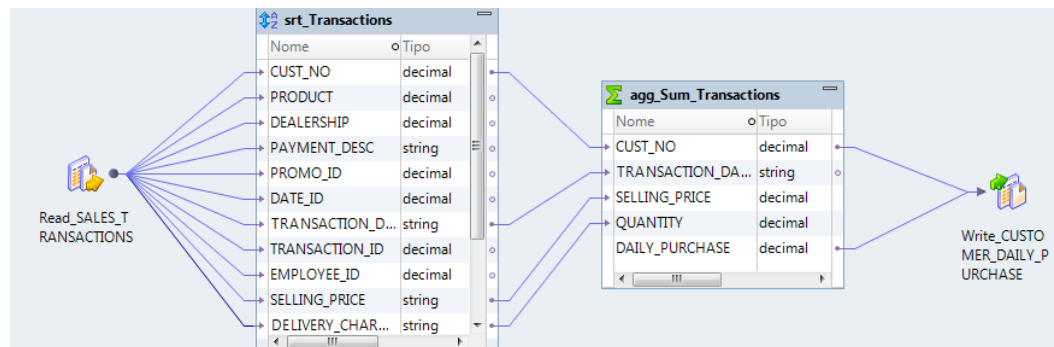 srt_Transactions
Nome Tipo
CUST_NO decimal
PRODUCT decimal
DEALERSHIP decimal
PAYMENT_DESC string
PROMO_ID decimal
DATE_ID decimal
TRANSACTION_D... string
TRANSACTION_ID decimal
EMPLOYEE_ID decimal
SELLING_PRICE string
DELIVERY_CHAR... string
Read_SALES_T
RANSACTIONS
agg_Sum_Transactions
Nome Tipo
CUST_NO decimal
TRANSACTION_DA... string
SELLING_PRICE decimal
QUANTITY decimal
DAILY_PURCHASE decimal
Write_CUSTO
MER_DAILY_P
URCHASE